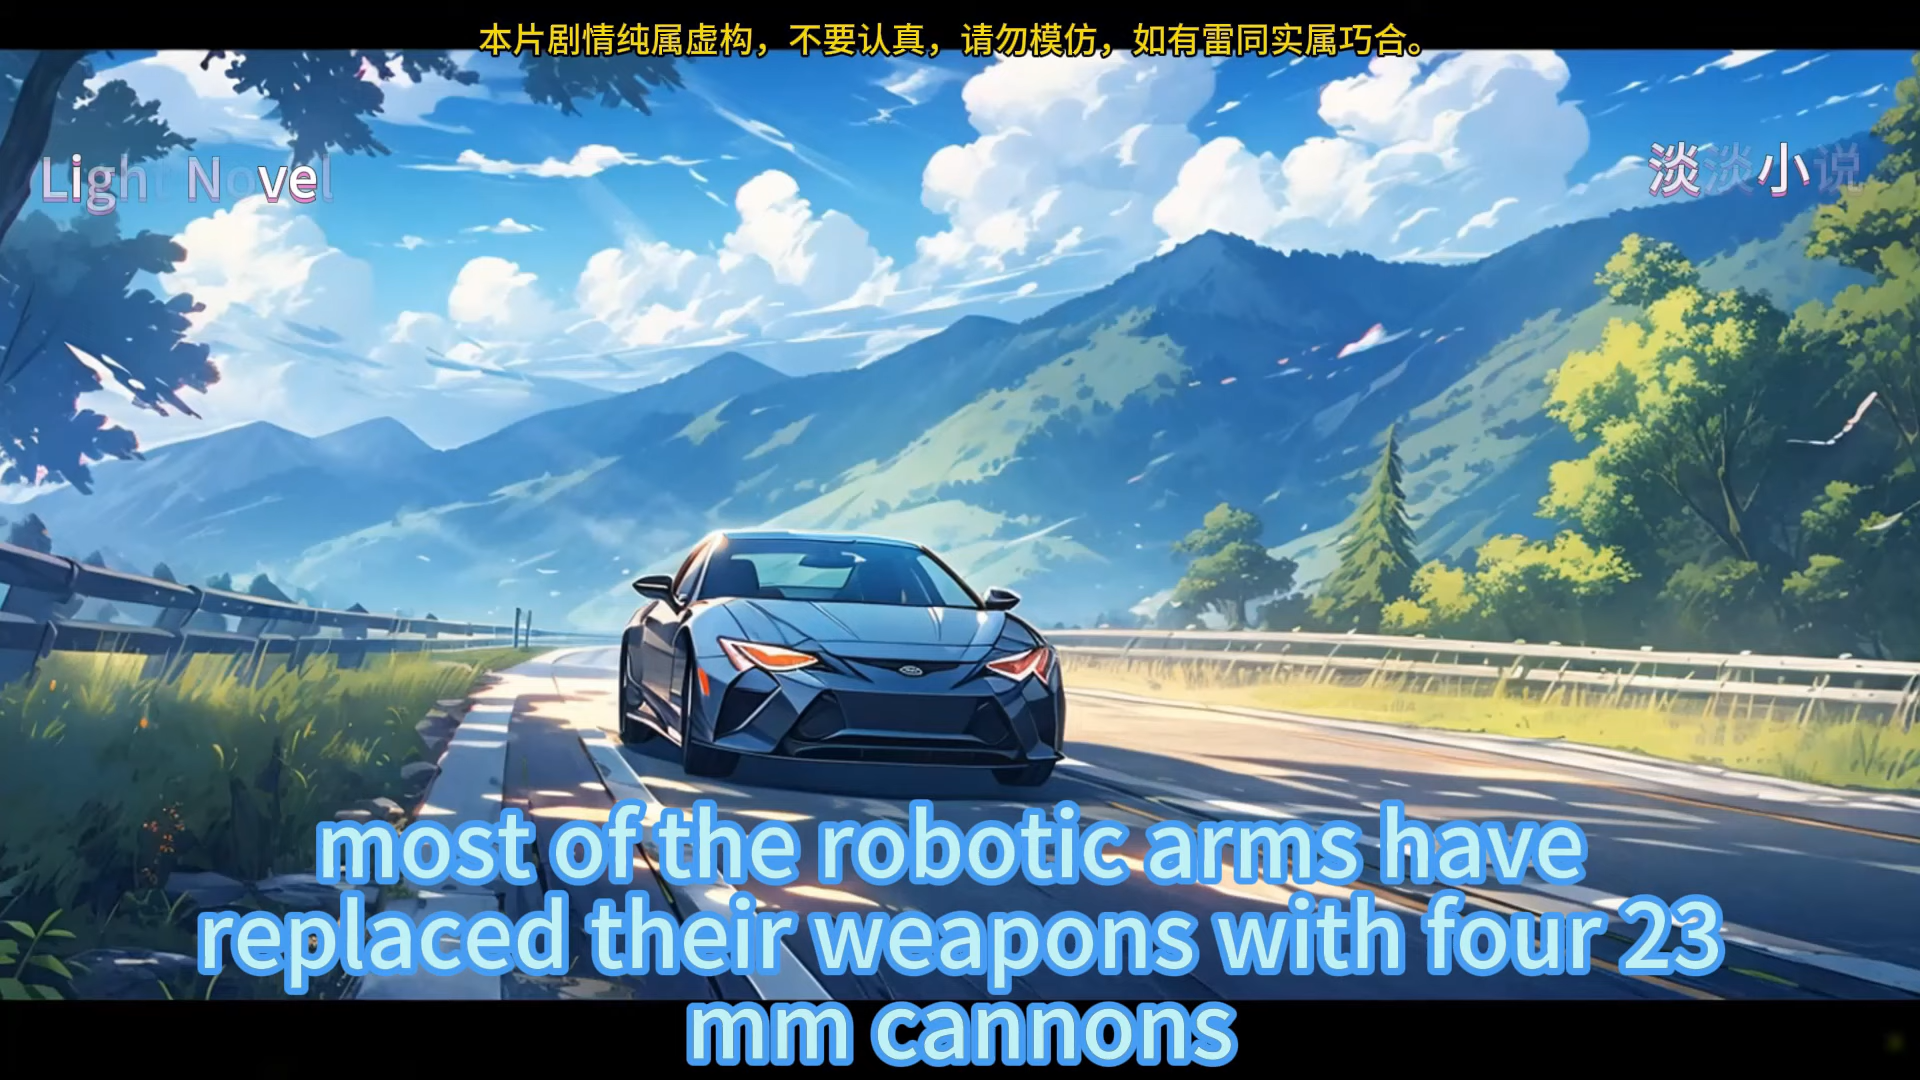 本片剧情纯属虚构，不要认真，请勿模仿，如有雷同实属巧合。
Light Novel
淡淡小说
most of the robotic arms have
replaced their weapons with four 23
mm cannons